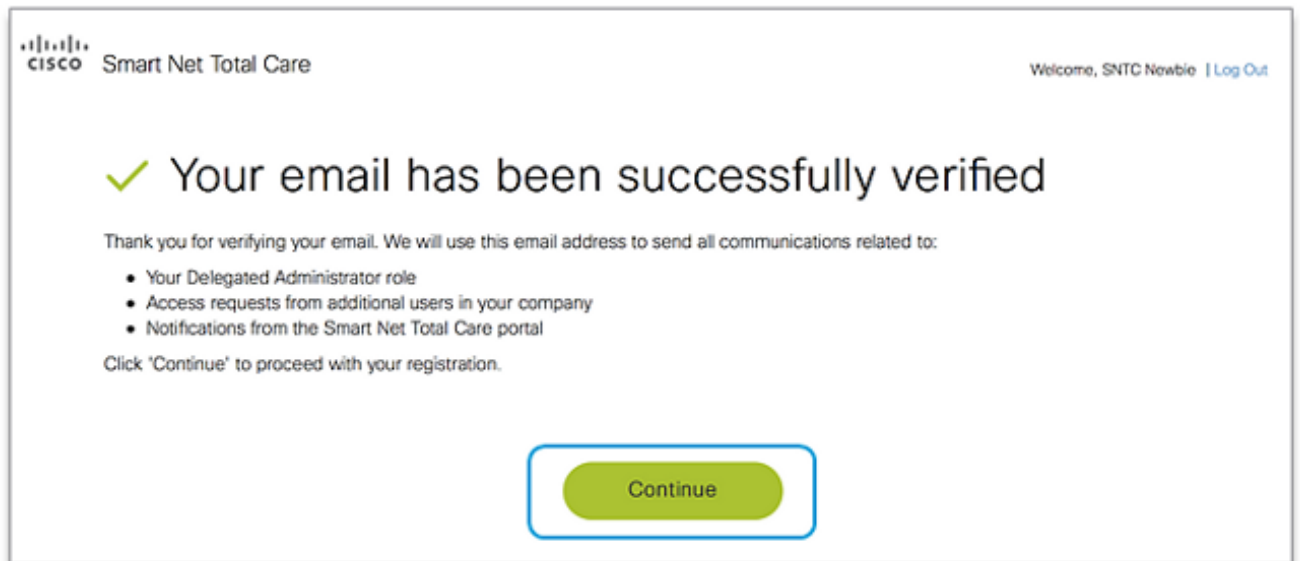 cisco Smart Net Total Care
Welcome, SNTC Newbie | Log Out
Your email has been successfully verified
Thank you for verifying your email. We will use this email address to send all communications related to:
• Your Delegated Administrator role
• Access requests from additional users in your company
• Notifications from the Smart Net Total Care portal
Click 'Continue' to proceed with your registration.
Continue